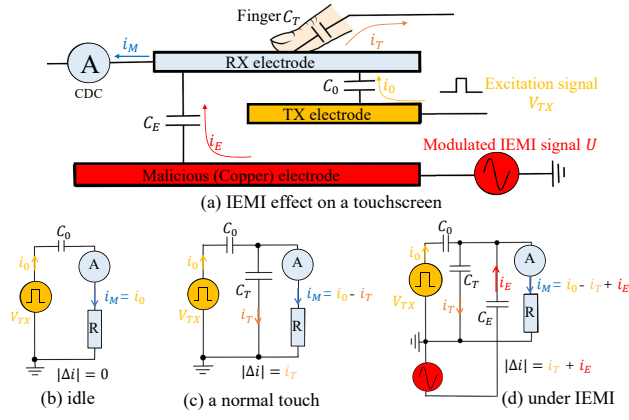 Finger C_T
i_M
i_T
A
CDC
RX electrode
C_0
i_0
Excitation signal
V_TX
TX electrode
C_E
i_E
Modulated IEMI signal U
Malicious (Copper) electrode
(a) IEMI effect on a touchscreen
C_0
i_0
A
V_TX
i_M = i_0
R
|Δi| = 0
(b) idle
C_0
i_0
A
C_T
V_TX
i_T
i_M = i_0 - i_T
R
|Δi| = i_T
(c) a normal touch
C_0
i_0
A
C_T
i_E
V_TX
i_T
C_E
i_M = i_0 - i_T + i_E
R
|Δi| = i_T + i_E
(d) under IEMI